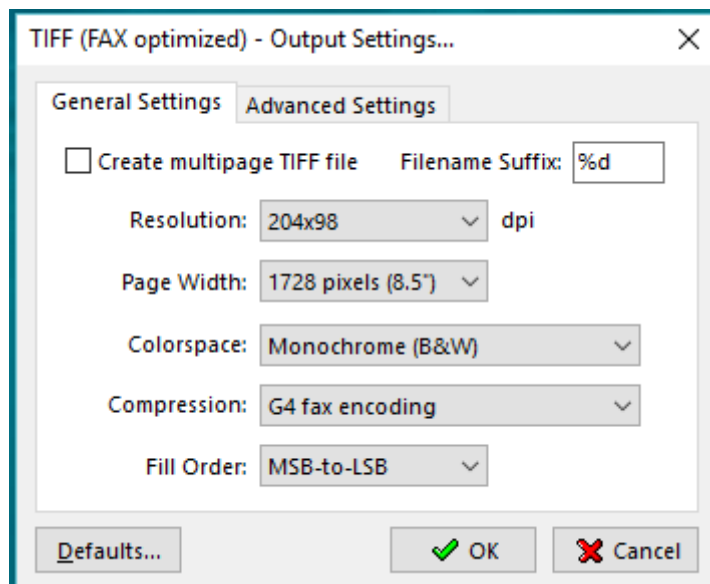 TIFF (FAX optimized) - Output Settings...
General Settings Advanced Settings
Create multipage TIFF file Filename Suffix: %d
Resolution: 204x98 dpi
Page Width: 1728 pixels (8.5")
Colorspace: Monochrome (B&W)
Compression: G4 fax encoding
Fill Order: MSB-to-LSB
Defaults... OK Cancel